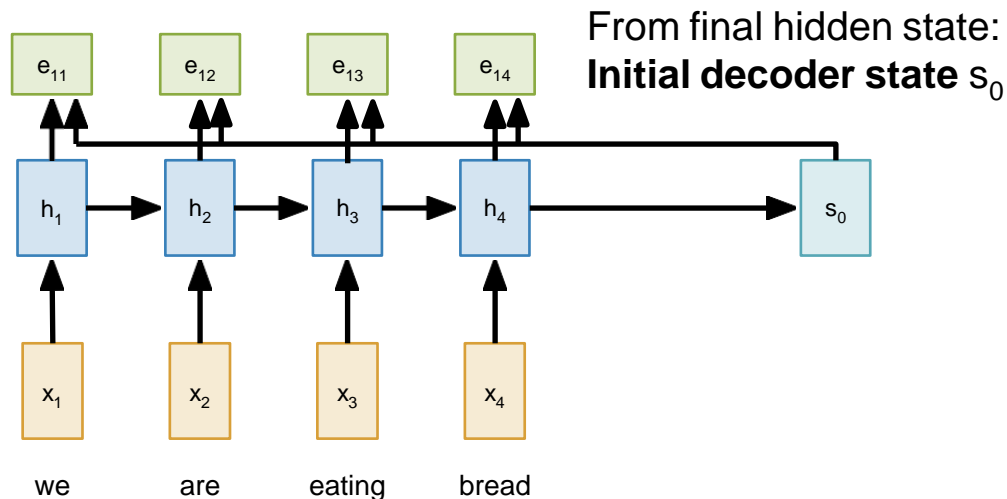 From final hidden state:
Initial decoder state s₀
e₁₁ e₁₂ e₁₃ e₁₄
h₁ h₂ h₃ h₄ s₀
x₁ x₂ x₃ x₄
we are eating bread